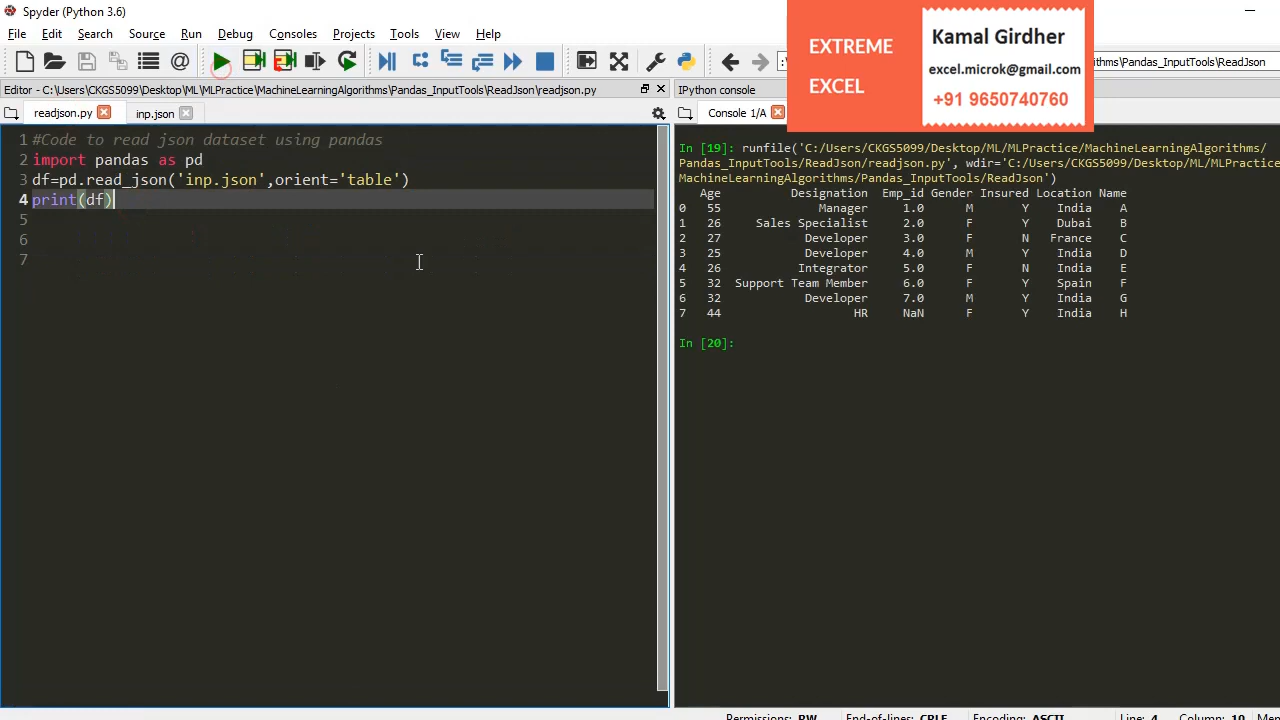 Spyder (Python 3.6)
File Edit Search Source Run Debug Consoles Projects Tools View Help
EXTREME
EXCEL
Kamal Girdher
excel.microk@gmail.com
+91 9650740760
rithms\Pandas_InputTools\ReadJson
Editor - C:\Users\CKGS5099\Desktop\ML\MLPractice\MachineLearningAlgorithms\Pandas_InputTools\ReadJson\readjson.py
readjson.py inp.json
1 #Code to read json dataset using pandas
2 import pandas as pd
3 df=pd.read_json('inp.json',orient='table')
4 print(df)
5
6
7
IPython console
Console 1/A
In [19]: runfile('C:/Users/CKGS5099/Desktop/ML/MLPractice/MachineLearningAlgorithms/
Pandas_InputTools/ReadJson/readjson.py', wdir='C:/Users/CKGS5099/Desktop/ML/MLPractice
MachineLearningAlgorithms/Pandas_InputTools/ReadJson')
Age Designation Emp_id Gender Insured Location Name
0 55 Manager 1.0 M Y India A
1 26 Sales Specialist 2.0 F Y Dubai B
2 27 Developer 3.0 F N France C
3 25 Developer 4.0 M Y India D
4 26 Integrator 5.0 F N India E
5 32 Support Team Member 6.0 F Y Spain F
6 32 Developer 7.0 M Y India G
7 44 HR NaN F Y India H
In [20]:
Permissions: RW End-of-lines: CRLF Encoding: ASCII Line: 4 Column: 10